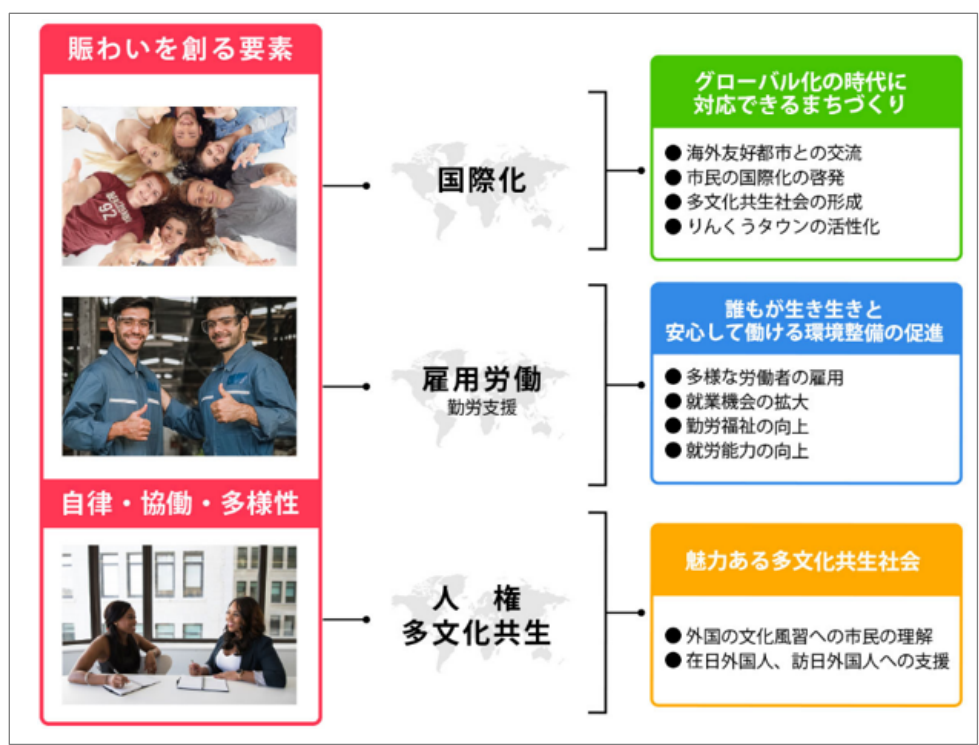 賑わいを創る要素
国際化
グローバル化の時代に
対応できるまちづくり
● 海外友好都市との交流
● 市民の国際化の啓発
● 多文化共生社会の形成
● りんくうタウンの活性化
雇用労働
勤労支援
誰もが生き生きと
安心して働ける環境整備の促進
● 多様な労働者の雇用
● 就業機会の拡大
● 勤労福祉の向上
● 就労能力の向上
自律・協働・多様性
人　権
多文化共生
魅力ある多文化共生社会
● 外国の文化風習への市民の理解
● 在日外国人、訪日外国人への支援
92